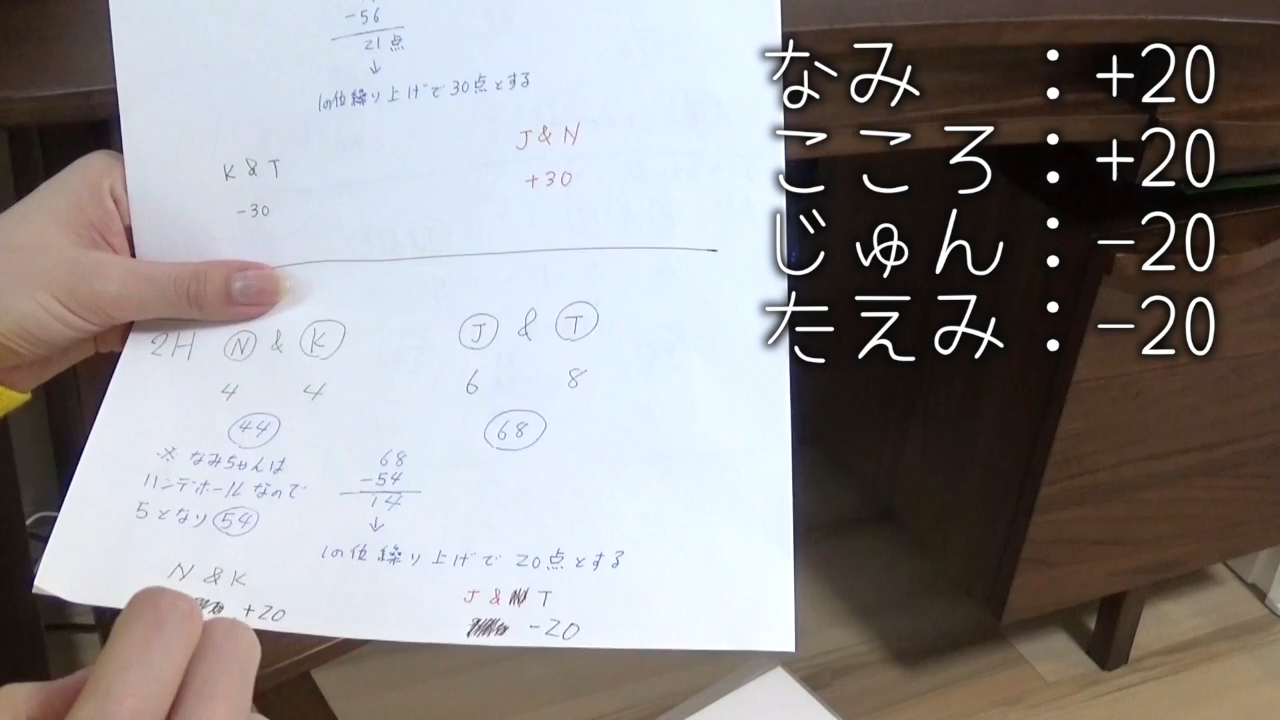 -56
21点
↓
1の位繰り上げで30点とする
K & T
-30
J & N
+30
2H N & K
4 4
44
※ なみちゃんは
ハンデホールなので
5となり 54
J & T
6 8
68
68
-54
14
↓
1の位繰り上げで 20点とする
N & K
+20
J & T
-20
なみ :+20
こころ:+20
じゅん:-20
たえみ:-20